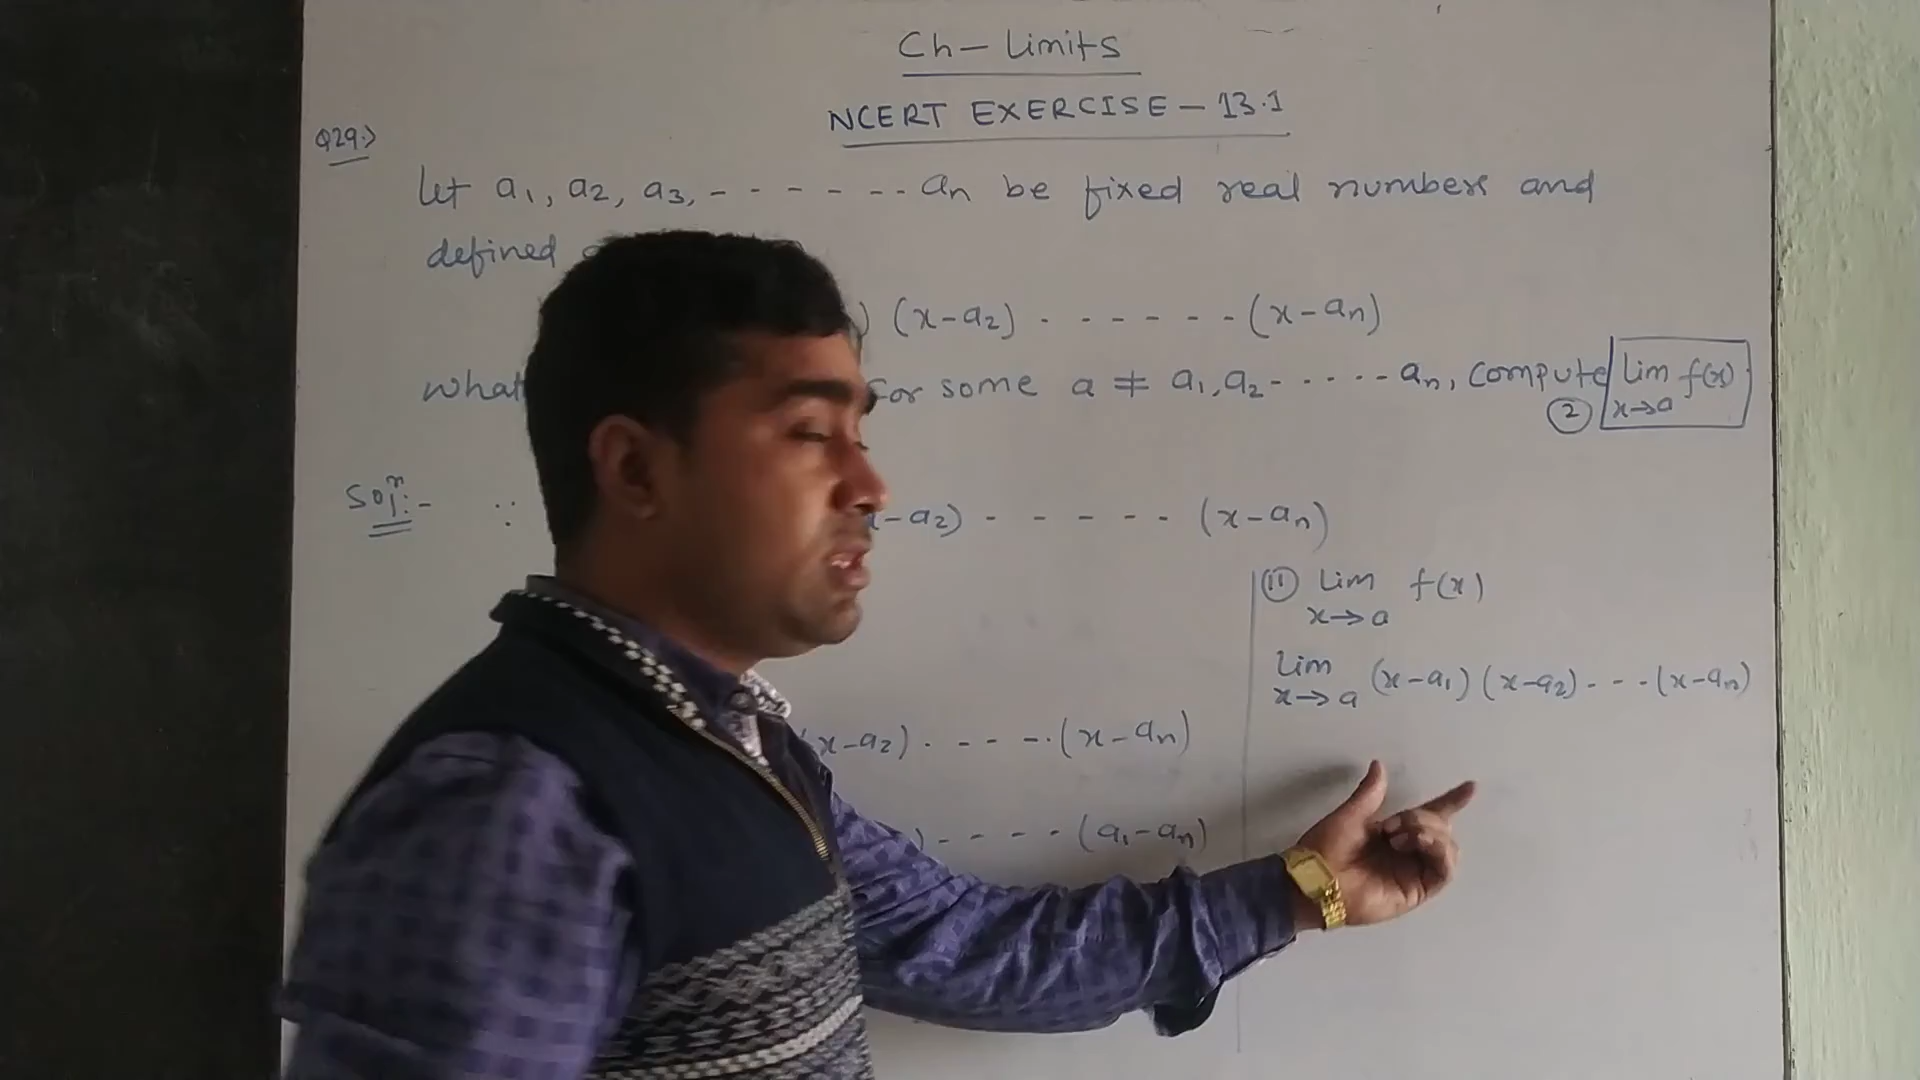 Ch - Limits
NCERT EXERCISE - 13.1
Q29.>
Let a₁, a₂, a₃, - - - - - - - aₙ be fixed real numbers and
defined
) (x-a₂) . - - - - - - (x-aₙ)
what for some a ≠ a₁, a₂ - . . . . - aₙ, compute lim f(x)
② x→a
Solⁿ:- ∵ x-a₂) - - - - - (x-aₙ)
(11) Lim f(x)
x→a
Lim (x-a₁) (x-a₂) - - - (x-aₙ)
x→a
(x-a₂) . - - - . (x-aₙ)
) - - - - (a₁-aₙ)